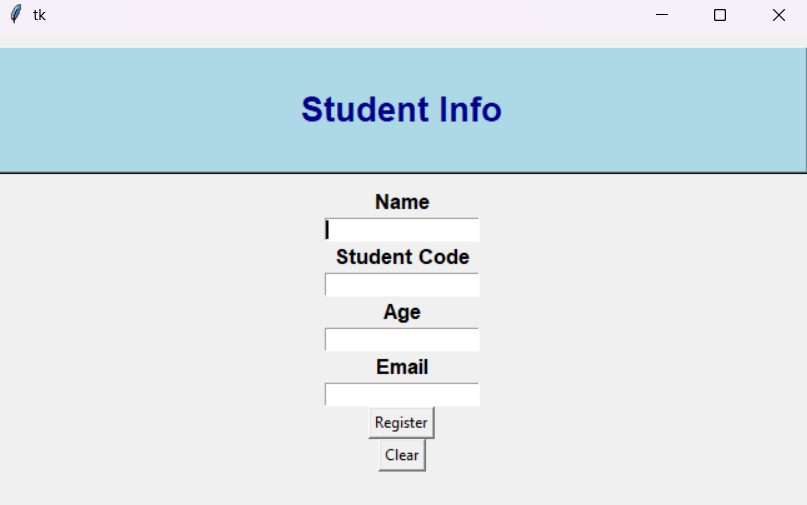 tk
Student Info
Name
Student Code
Age
Email
Register
Clear